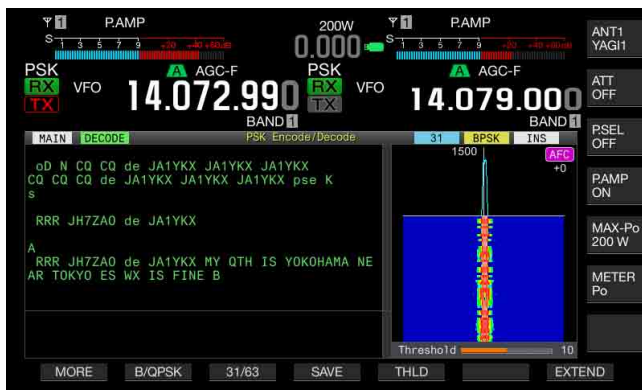 1 P.AMP 200W 1 P.AMP
S 1 3 5 7 9 +20 +40 +60dB 0.000 S 1 3 5 7 9 +20 +40 +60dB
PSK A AGC-F PSK A AGC-F
RX TX VFO 14.072.990 RX TX VFO 14.079.000
BAND 1 BAND 1
MAIN DECODE PSK Encode/Decode 31 BPSK INS
oD N CQ CQ de JA1YKX JA1YKX JA1YKX
CQ CQ CQ de JA1YKX JA1YKX JA1YKX pse K
s
RRR JH7ZAO de JA1YKX
A
RRR JH7ZAO de JA1YKX MY QTH IS YOKOHAMA NE
AR TOKYO ES WX IS FINE B
1500 AFC
+0
Threshold 10
ANT1
YAGI1
ATT
OFF
P.SEL
OFF
P.AMP
ON
MAX-Po
200 W
METER
Po
MORE B/QPSK 31/63 SAVE THLD EXTEND